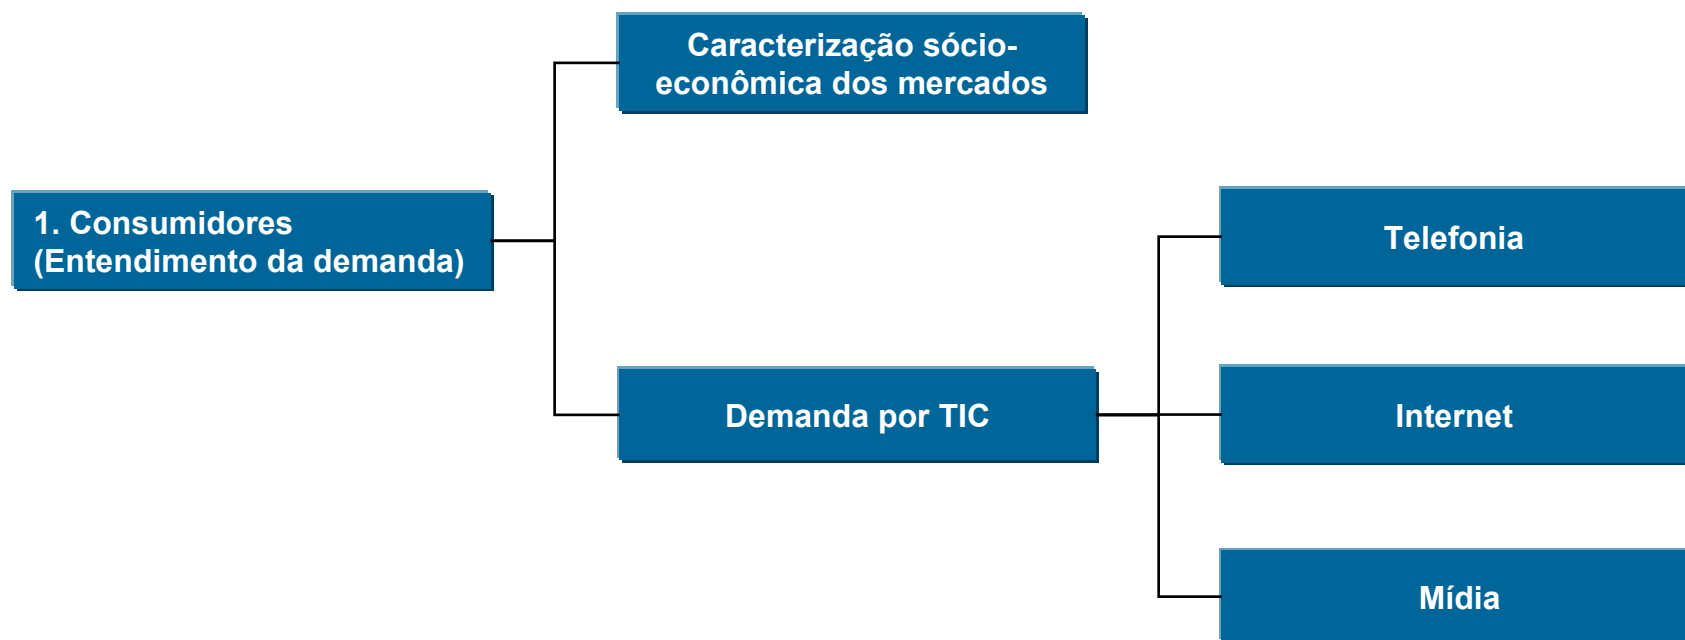 Caracterização sócio-
econômica dos mercados
1. Consumidores
(Entendimento da demanda)
Telefonia
Demanda por TIC
Internet
Mídia